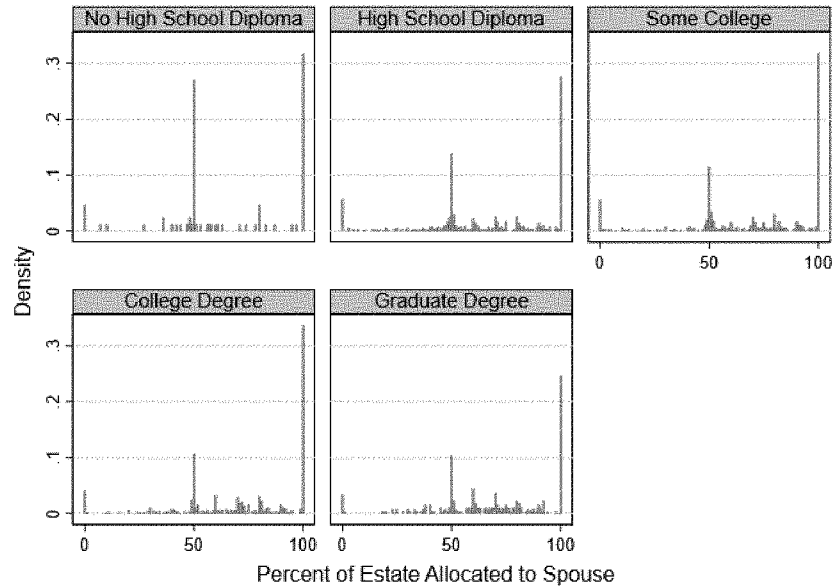 No High School Diploma
High School Diploma
Some College
.3
.2
.1
0
0
50
100
Density
College Degree
Graduate Degree
.3
.2
.1
0
0
50
100
0
50
100
Percent of Estate Allocated to Spouse